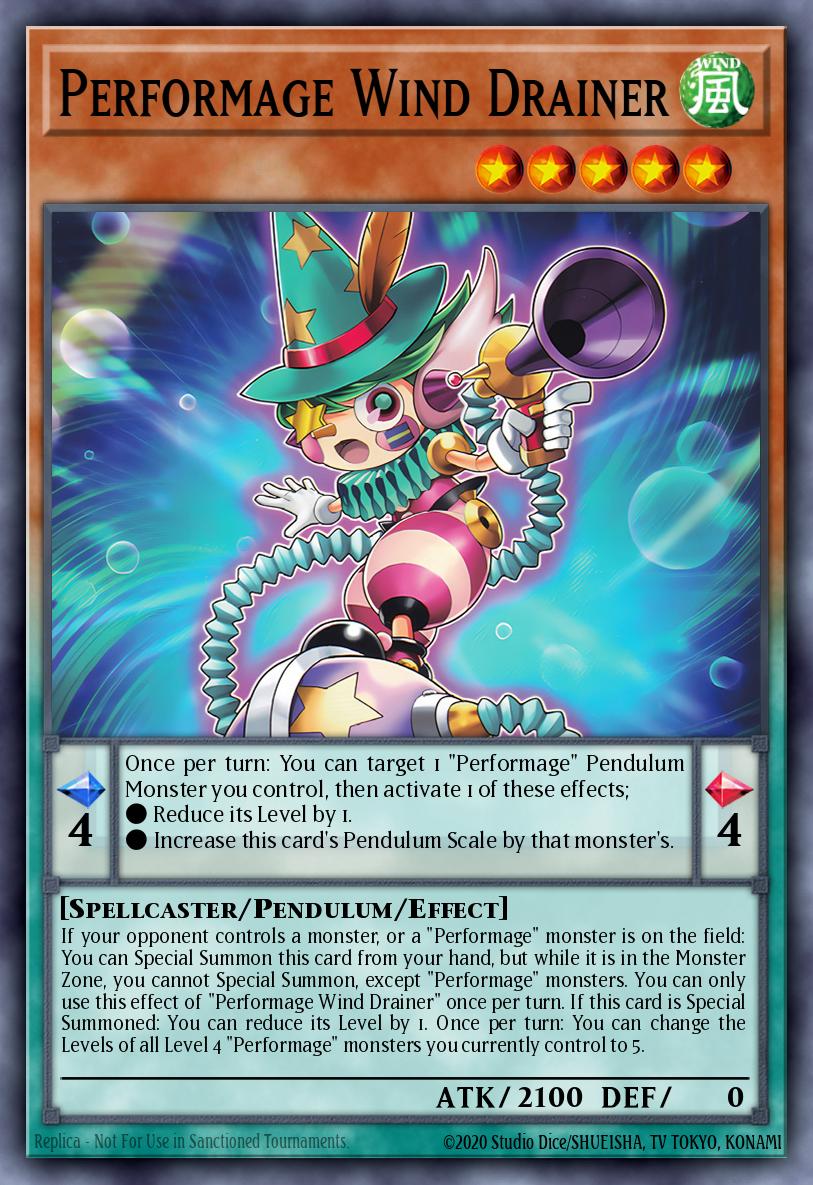 Performage Wind Drainer
WIND
風
Once per turn: You can target 1 "Performage" Pendulum
Monster you control, then activate 1 of these effects;
● Reduce its Level by 1.
● Increase this card's Pendulum Scale by that monster's.
4
4
[Spellcaster/Pendulum/Effect]
If your opponent controls a monster, or a "Performage" monster is on the field:
You can Special Summon this card from your hand, but while it is in the Monster
Zone, you cannot Special Summon, except "Performage" monsters. You can only
use this effect of "Performage Wind Drainer" once per turn. If this card is Special
Summoned: You can reduce its Level by 1. Once per turn: You can change the
Levels of all Level 4 "Performage" monsters you currently control to 5.
ATK/ 2100 DEF/ 0
Replica - Not For Use in Sanctioned Tournaments.
©2020 Studio Dice/SHUEISHA, TV TOKYO, KONAMI